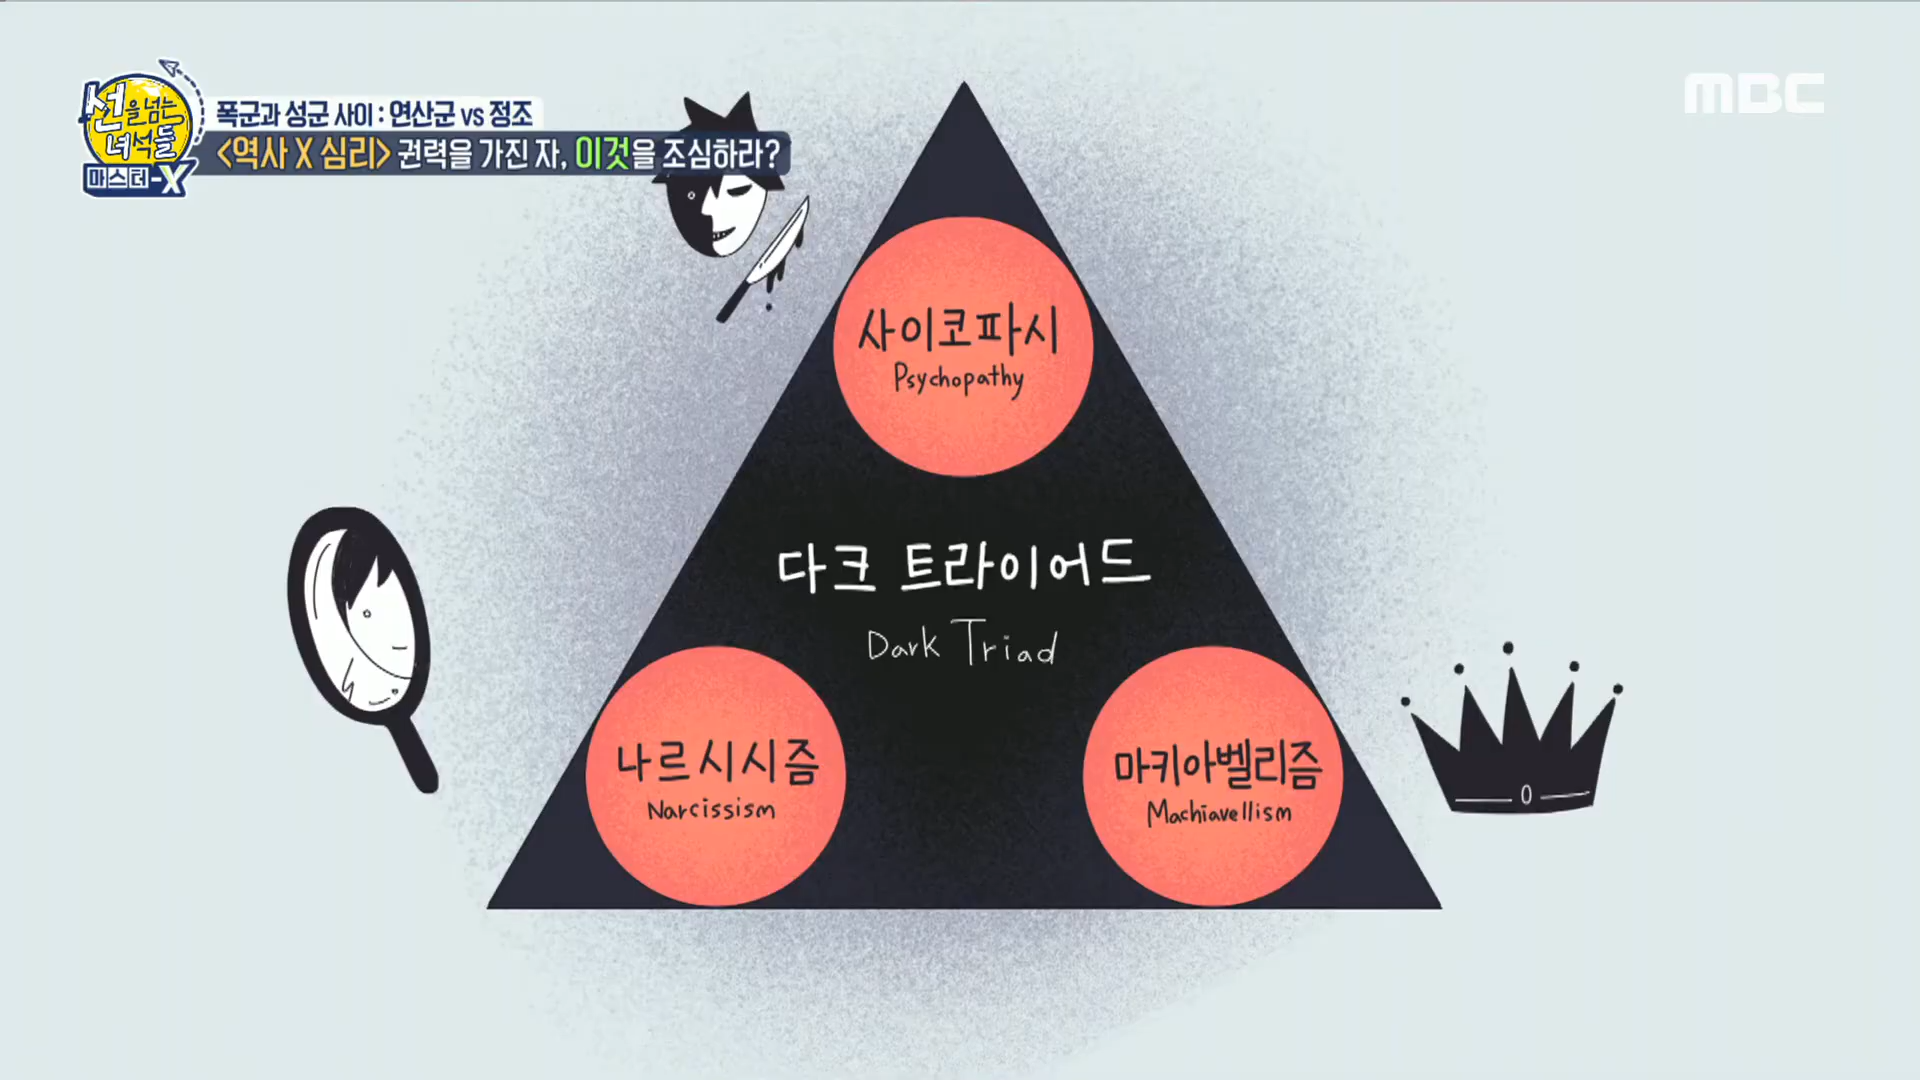 선을 넘는
녀석들
마스터-X
폭군과 성군 사이 : 연산군 vs 정조
<역사 X 심리> 권력을 가진 자, 이것을 조심하라?
MBC
사이코파시
Psychopathy
다크 트라이어드
Dark Triad
나르시시즘
Narcissism
마키아벨리즘
Machiavellism